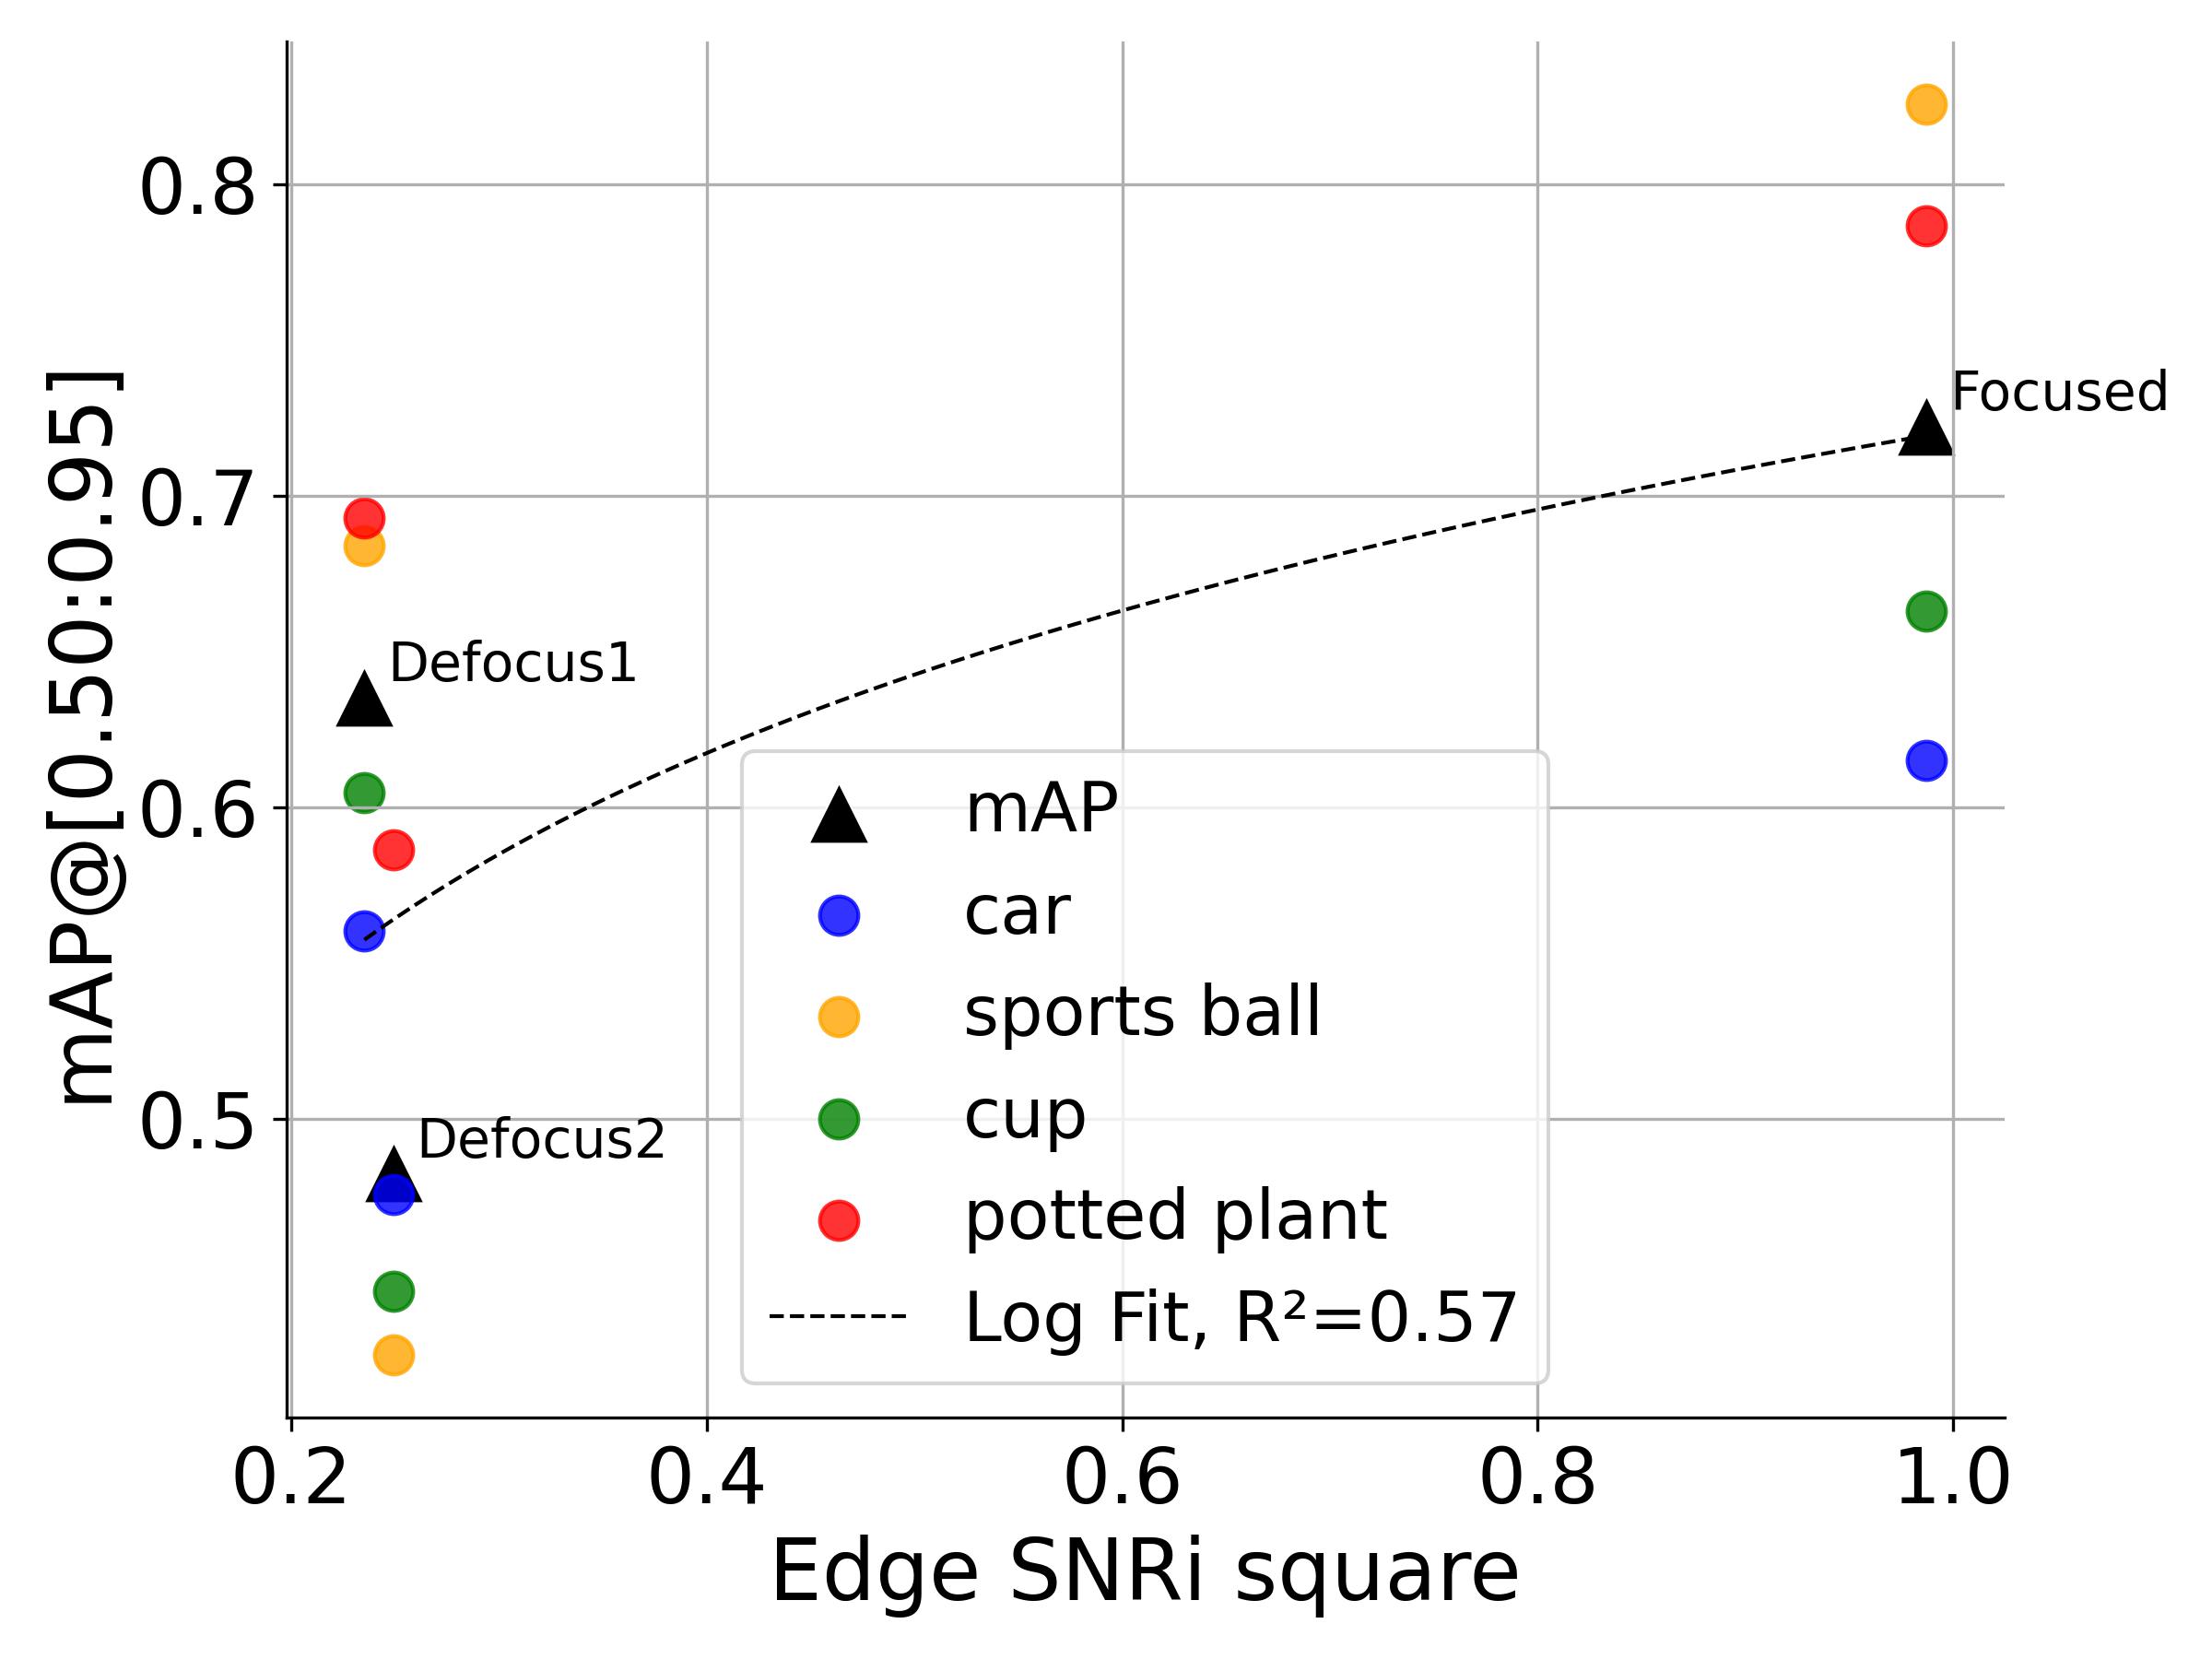 mAP@[0.50:0.95]
0.8
0.7
0.6
0.5
Focused
Defocus1
Defocus2
mAP
car
sports ball
cup
potted plant
Log Fit, R²=0.57
0.2 0.4 0.6 0.8 1.0
Edge SNRi square